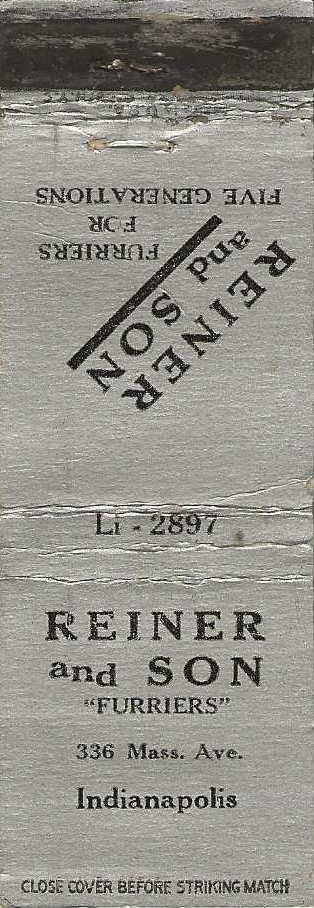 FURRIERS
FOR
FIVE GENERATIONS
REINER
and
SON
Li - 2897
REINER
and SON
"FURRIERS"
336 Mass. Ave.
Indianapolis
CLOSE COVER BEFORE STRIKING MATCH